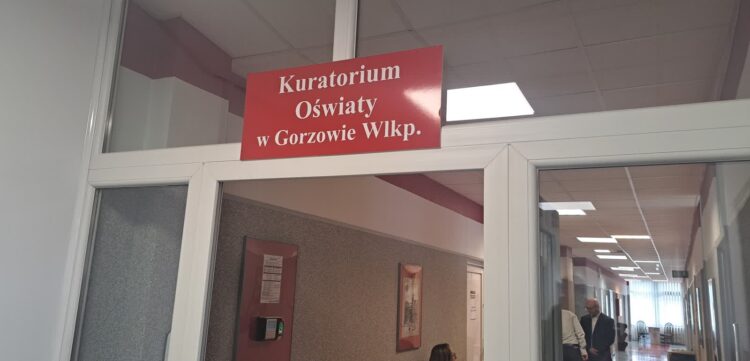 Kuratorium
Oświaty
w Gorzowie Wlkp.